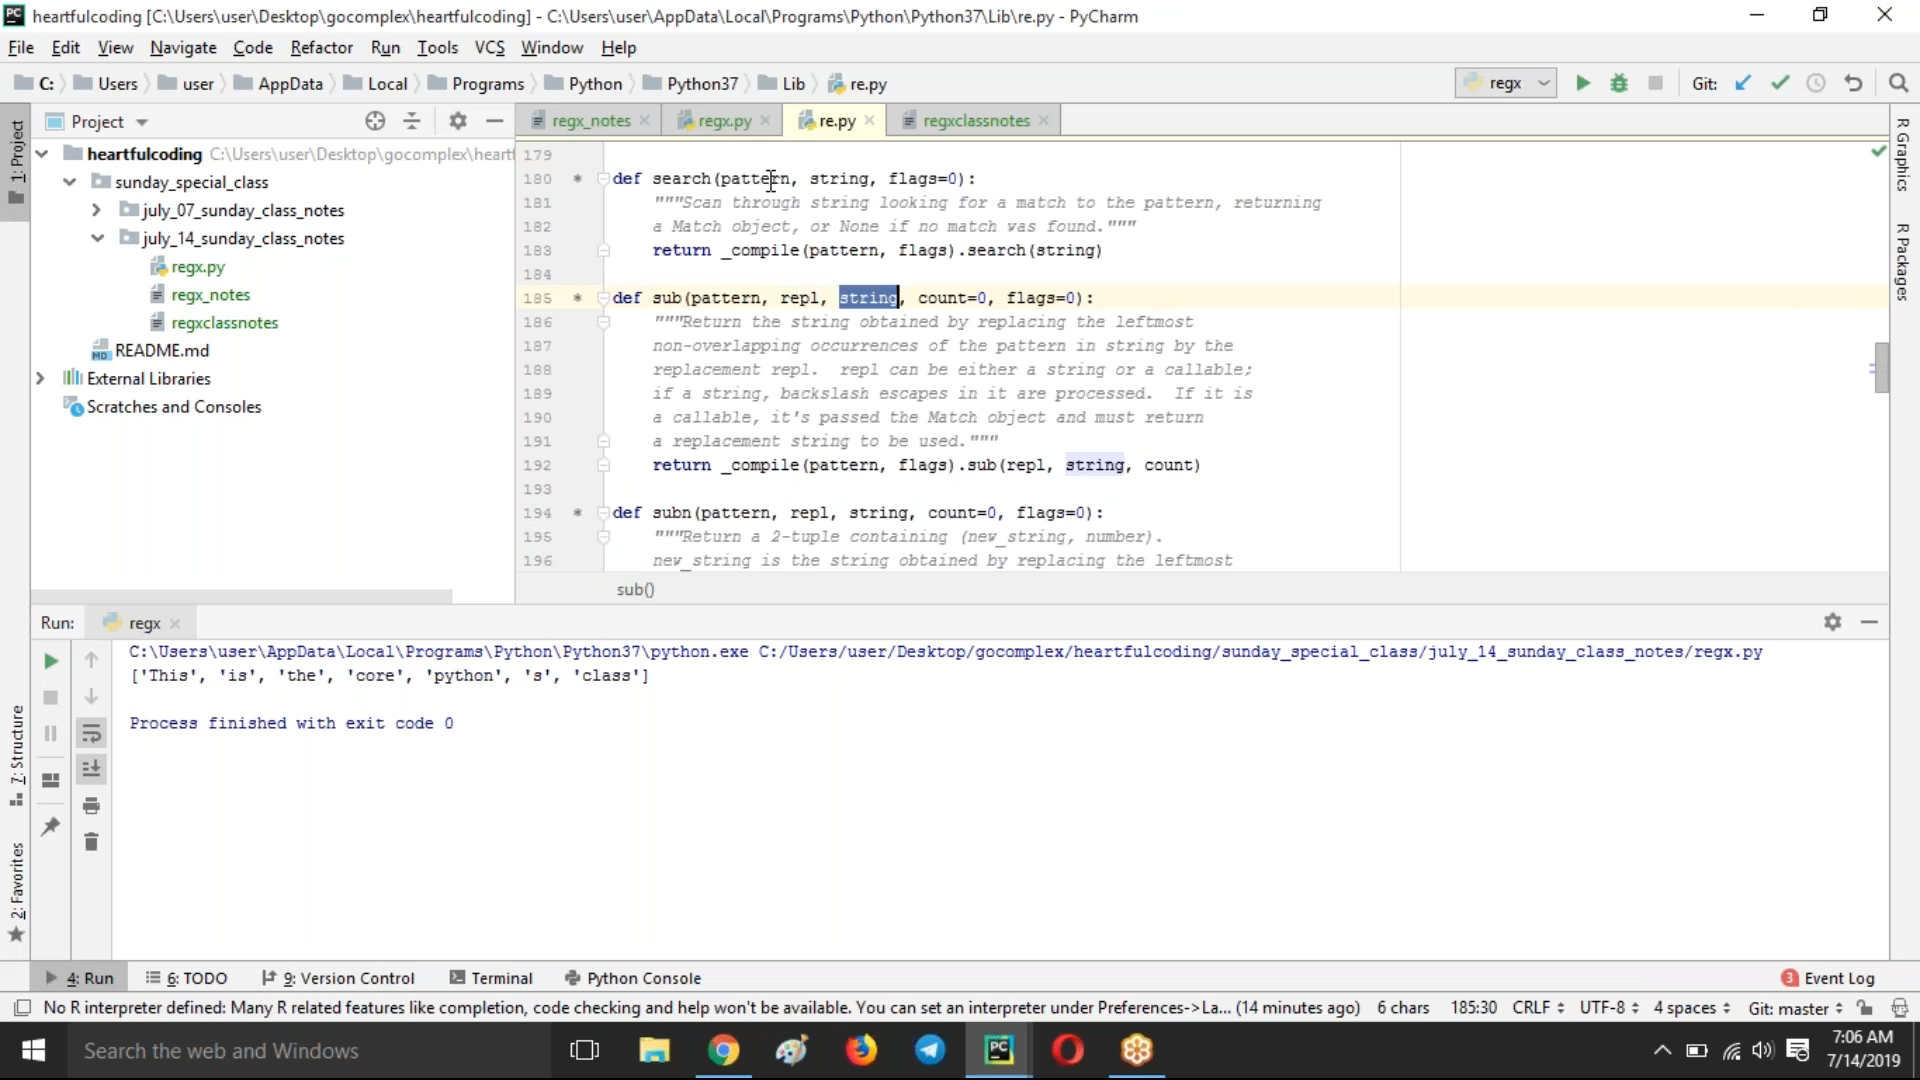 heartfulcoding [C:\Users\user\Desktop\gocomplex\heartfulcoding] - C:\Users\user\AppData\Local\Programs\Python\Python37\Lib\re.py - PyCharm
File Edit View Navigate Code Refactor Run Tools VCS Window Help
C: Users user AppData Local Programs Python Python37 Lib re.py regx Git:
1: Project
Project
regx_notes regx.py re.py regxclassnotes
R Graphics
R Packages
heartfulcoding C:\Users\user\Desktop\gocomplex\heartf
sunday_special_class
july_07_sunday_class_notes
july_14_sunday_class_notes
regx.py
regx_notes
regxclassnotes
README.md
External Libraries
Scratches and Consoles
179
180 * def search(pattern, string, flags=0):
181 """Scan through string looking for a match to the pattern, returning
182 a Match object, or None if no match was found."""
183 return _compile(pattern, flags).search(string)
184
185 * def sub(pattern, repl, string, count=0, flags=0):
186 """Return the string obtained by replacing the leftmost
187 non-overlapping occurrences of the pattern in string by the
188 replacement repl.  repl can be either a string or a callable;
189 if a string, backslash escapes in it are processed.  If it is
190 a callable, it's passed the Match object and must return
191 a replacement string to be used."""
192 return _compile(pattern, flags).sub(repl, string, count)
193
194 * def subn(pattern, repl, string, count=0, flags=0):
195 """Return a 2-tuple containing (new_string, number).
196 new_string is the string obtained by replacing the leftmost
sub()
Run: regx
C:\Users\user\AppData\Local\Programs\Python\Python37\python.exe C:/Users/user/Desktop/gocomplex/heartfulcoding/sunday_special_class/july_14_sunday_class_notes/regx.py
['This', 'is', 'the', 'core', 'python', 's', 'class']
Process finished with exit code 0
7: Structure
2: Favorites
4: Run 6: TODO 9: Version Control Terminal Python Console 3 Event Log
No R interpreter defined: Many R related features like completion, code checking and help won't be available. You can set an interpreter under Preferences->La... (14 minutes ago) 6 chars 185:30 CRLF UTF-8 4 spaces Git: master
Search the web and Windows
7:06 AM
7/14/2019